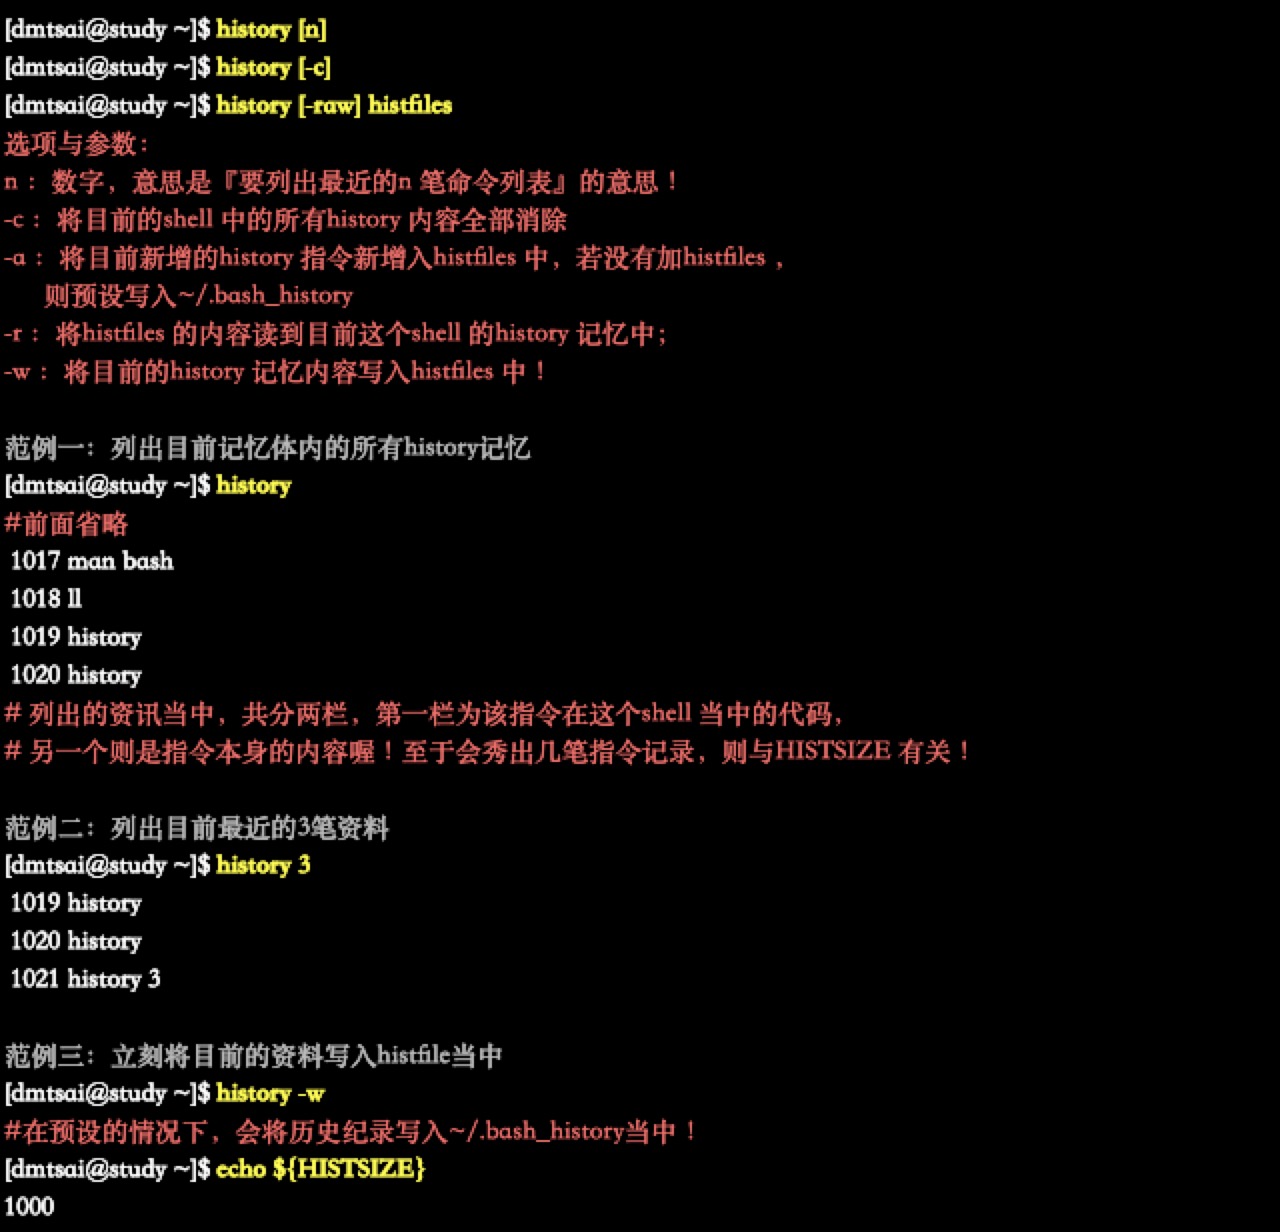 [dmtsai@study ~]$ history [n]
[dmtsai@study ~]$ history [-c]
[dmtsai@study ~]$ history [-raw] histfiles
选项与参数：
n ：数字，意思是『要列出最近的n 笔命令列表』的意思！
-c ：将目前的shell 中的所有history 内容全部消除
-a ：将目前新增的history 指令新增入histfiles 中，若没有加histfiles ，
则预设写入~/.bash_history
-r ：将histfiles 的内容读到目前这个shell 的history 记忆中；
-w ：将目前的history 记忆内容写入histfiles 中！
范例一：列出目前记忆体内的所有history记忆
[dmtsai@study ~]$ history
#前面省略
1017 man bash
1018 ll
1019 history
1020 history
# 列出的资讯当中，共分两栏，第一栏为该指令在这个shell 当中的代码，
# 另一个则是指令本身的内容喔！至于会秀出几笔指令记录，则与HISTSIZE 有关！
范例二：列出目前最近的3笔资料
[dmtsai@study ~]$ history 3
1019 history
1020 history
1021 history 3
范例三：立刻将目前的资料写入histfile当中
[dmtsai@study ~]$ history -w
#在预设的情况下，会将历史纪录写入~/.bash_history当中！
[dmtsai@study ~]$ echo ${HISTSIZE}
1000